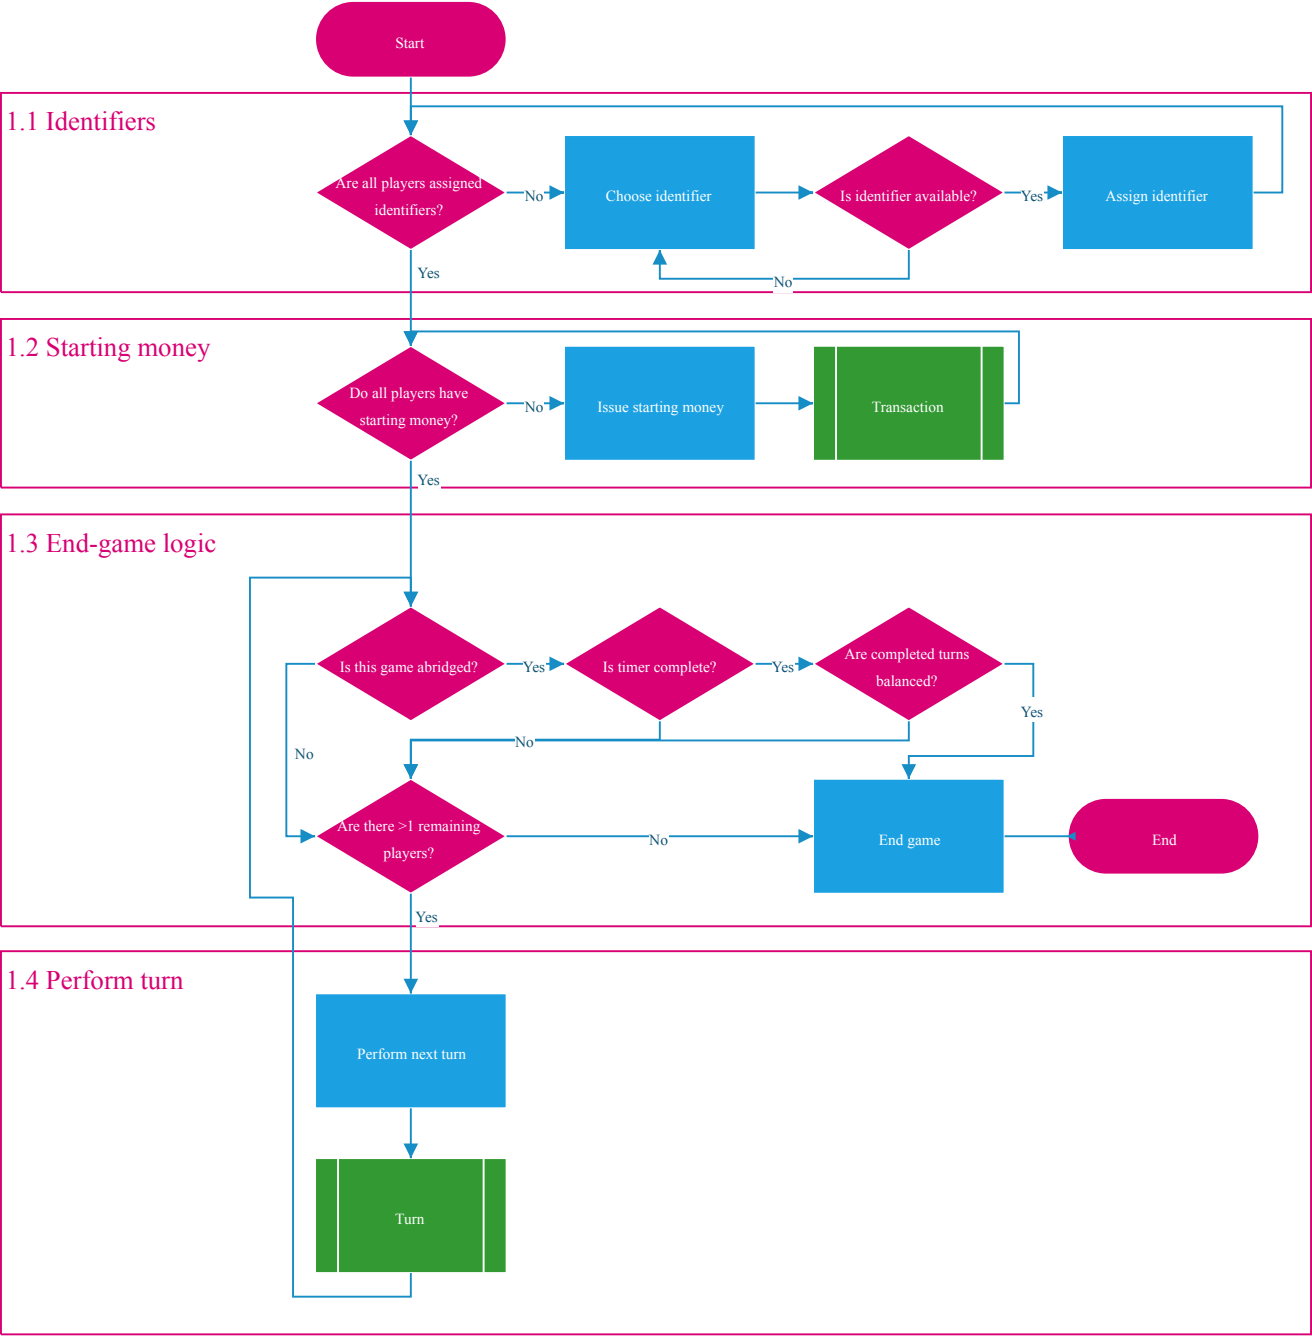 Start
1.1 Identifiers
Are all players assigned
identifiers?
No
Choose identifier
Is identifier available?
Yes
Assign identifier
Yes
No
1.2 Starting money
Do all players have
starting money?
No
Issue starting money
Transaction
Yes
1.3 End-game logic
Is this game abridged?
Yes
Is timer complete?
Yes
Are completed turns
balanced?
Yes
No
No
Are there >1 remaining
players?
No
End game
End
Yes
1.4 Perform turn
Perform next turn
Turn